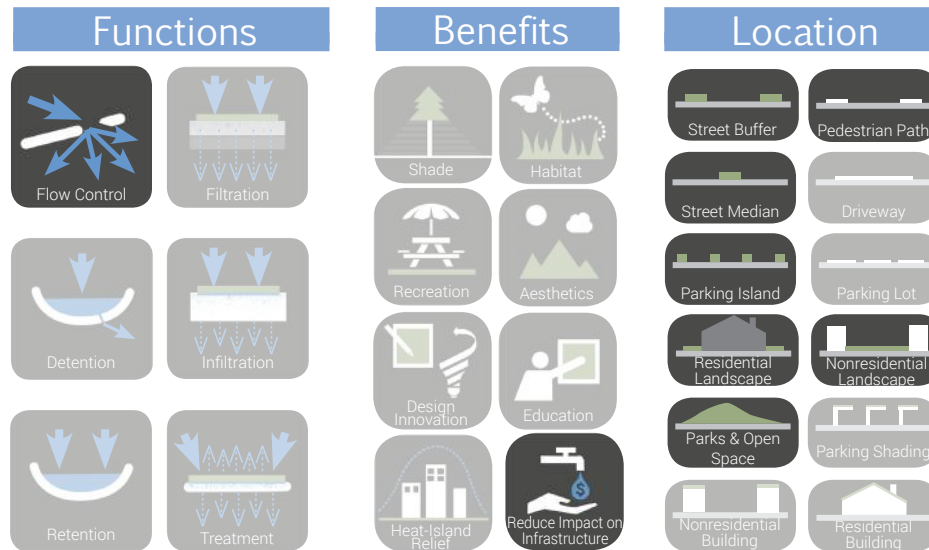 Functions
Benefits
Location
Flow Control
Filtration
Detention
Infiltration
Retention
Treatment
Shade
Habitat
Recreation
Aesthetics
Design
Innovation
Education
Heat-Island
Relief
$
Reduce Impact on
Infrastructure
Street Buffer
Pedestrian Path
Street Median
Driveway
Parking Island
Parking Lot
Residential
Landscape
Nonresidential
Landscape
Parks & Open
Space
Parking Shading
Nonresidential
Building
Residential
Building